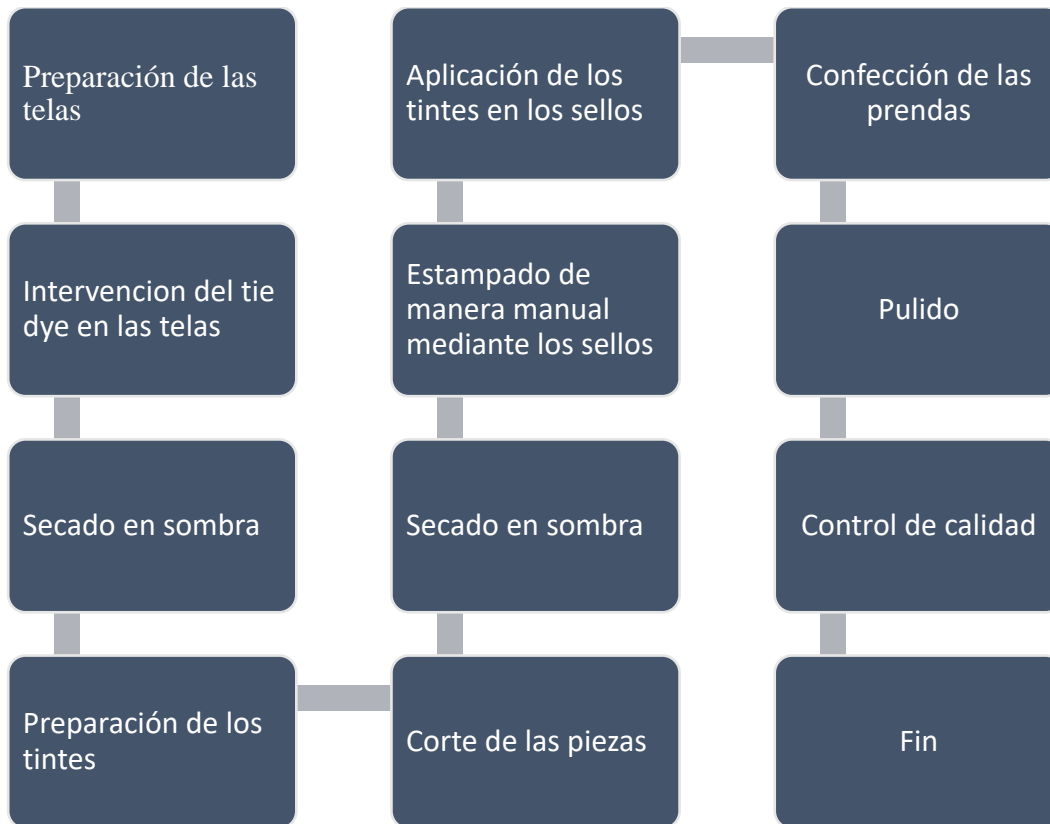 Preparación de las
telas
Intervencion del tie
dye en las telas
Secado en sombra
Preparación de los
tintes
Corte de las piezas
Secado en sombra
Estampado de
manera manual
mediante los sellos
Aplicación de los
tintes en los sellos
Confección de las
prendas
Pulido
Control de calidad
Fin